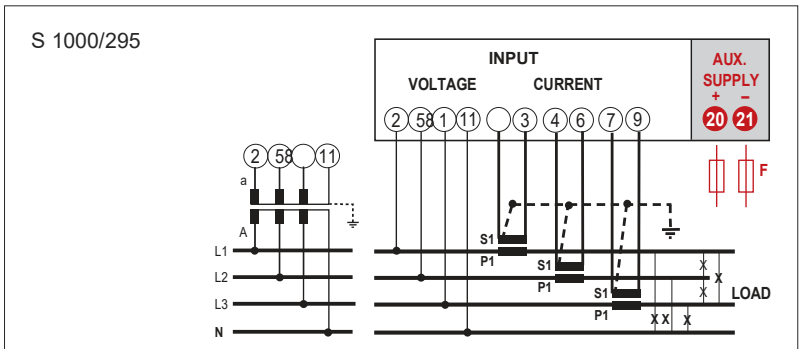 S 1000/295
INPUT
VOLTAGE CURRENT
AUX.
SUPPLY
+ –
2 58 1 11 3 4 6 7 9 20 21
2 58 11
F
a
A
S1
P1
S1
P1
S1
P1
L1
L2
L3
N
X
X
X
X X X
LOAD